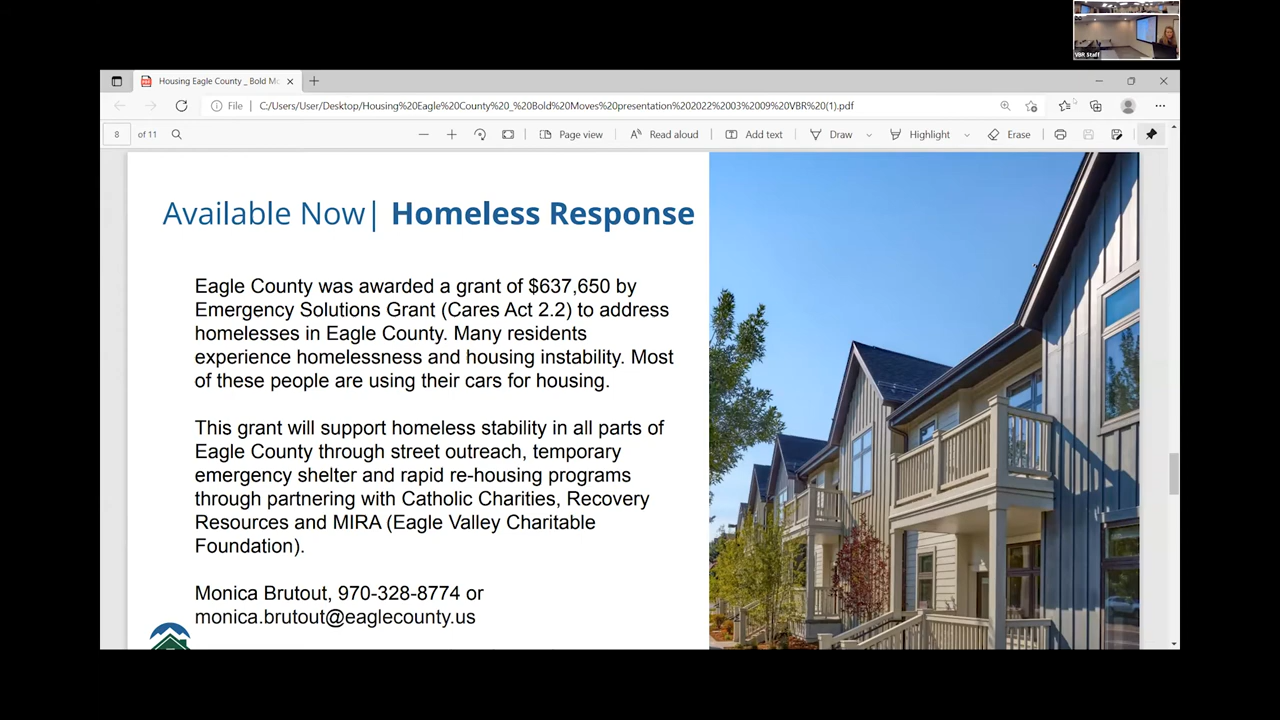 VBR Staff
Housing Eagle County _ Bold Mo
File C:/Users/User/Desktop/Housing%20Eagle%20County%20_%20Bold%20Moves%20presentation%202022%2003%2009%20VBR%20(1).pdf
8 of 11 Page view Read aloud Add text Draw Highlight Erase
Available Now| Homeless Response
Eagle County was awarded a grant of $637,650 by
Emergency Solutions Grant (Cares Act 2.2) to address
homelesses in Eagle County. Many residents
experience homelessness and housing instability. Most
of these people are using their cars for housing.
This grant will support homeless stability in all parts of
Eagle County through street outreach, temporary
emergency shelter and rapid re-housing programs
through partnering with Catholic Charities, Recovery
Resources and MIRA (Eagle Valley Charitable
Foundation).
Monica Brutout, 970-328-8774 or
monica.brutout@eaglecounty.us